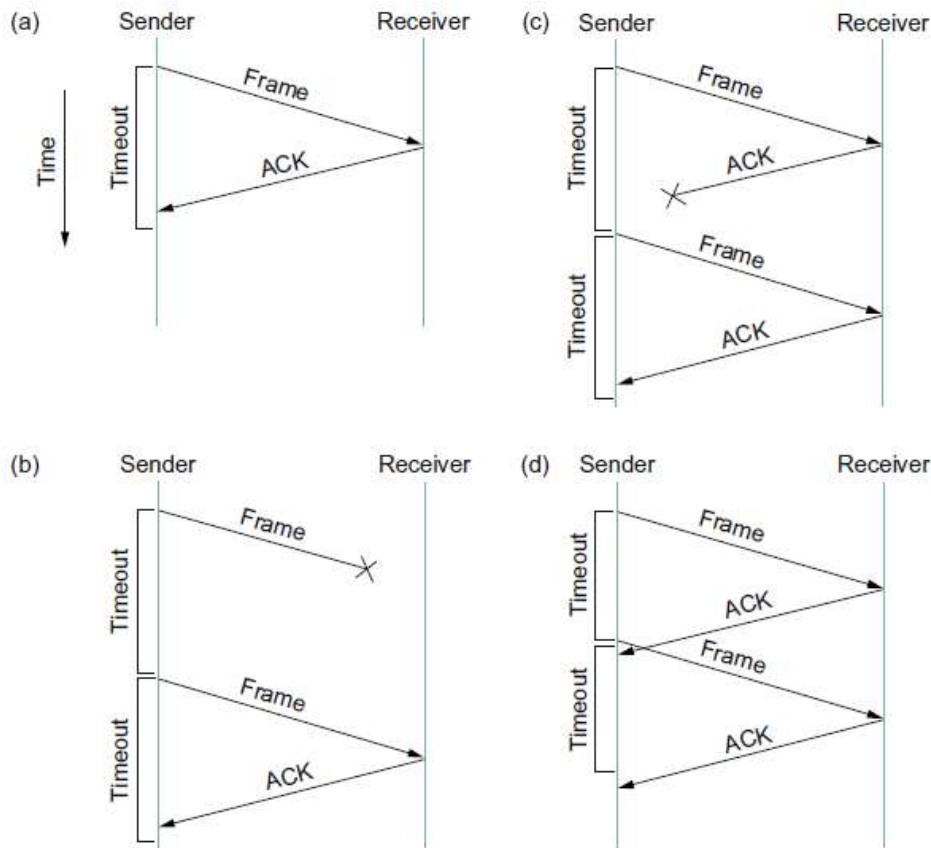 (a)
Sender
Receiver
Time
Timeout
Frame
ACK
(c)
Sender
Receiver
Timeout
Frame
ACK
Timeout
Frame
ACK
(b)
Sender
Receiver
Timeout
Frame
Timeout
Frame
ACK
(d)
Sender
Receiver
Timeout
Frame
ACK
Timeout
Frame
ACK